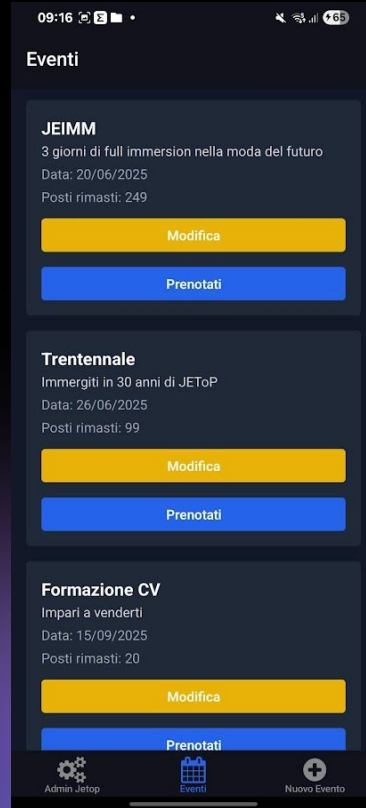 09:16
65
Eventi
JEIMM
3 giorni di full immersion nella moda del futuro
Data: 20/06/2025
Posti rimasti: 249
Modifica
Prenotati
Trentennale
Immergiti in 30 anni di JEToP
Data: 26/06/2025
Posti rimasti: 99
Modifica
Prenotati
Formazione CV
Impari a venderti
Data: 15/09/2025
Posti rimasti: 20
Modifica
Prenotati
Admin Jetop
Eventi
Nuovo Evento